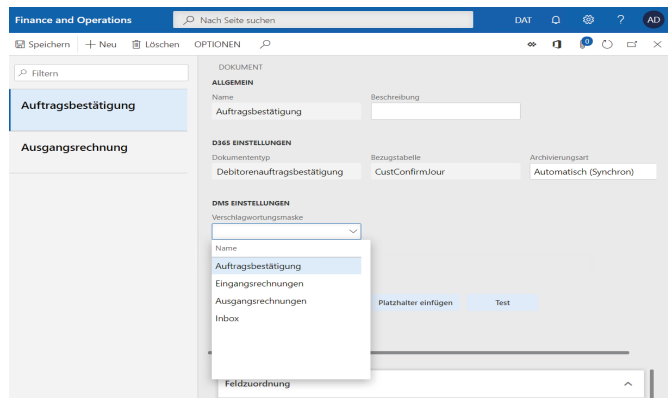 Finance and Operations Nach Seite suchen DAT ? AD
Speichern Neu Löschen OPTIONEN 0
Filtern
Auftragsbestätigung
Ausgangsrechnung
DOKUMENT
ALLGEMEIN
Name Beschreibung
Auftragsbestätigung
D365 EINSTELLUNGEN
Dokumententyp Bezugstabelle Archivierungsart
Debitorenauftragsbestätigung CustConfirmJour Automatisch (Synchron)
DMS EINSTELLUNGEN
Verschlagwortungsmaske
Name
Auftragsbestätigung
Eingangsrechnungen
Ausgangsrechnungen
Inbox
Platzhalter einfügen Test
Feldzuordnung